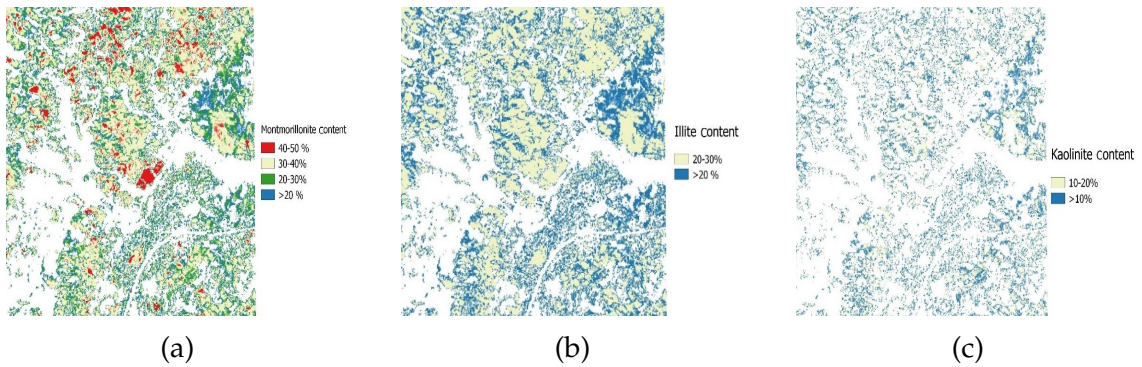 Montmorillonite content
40-50 %
30-40%
20-30%
>20 %
Illite content
20-30%
>20 %
Kaolinite content
10-20%
>10%
(a)
(b)
(c)